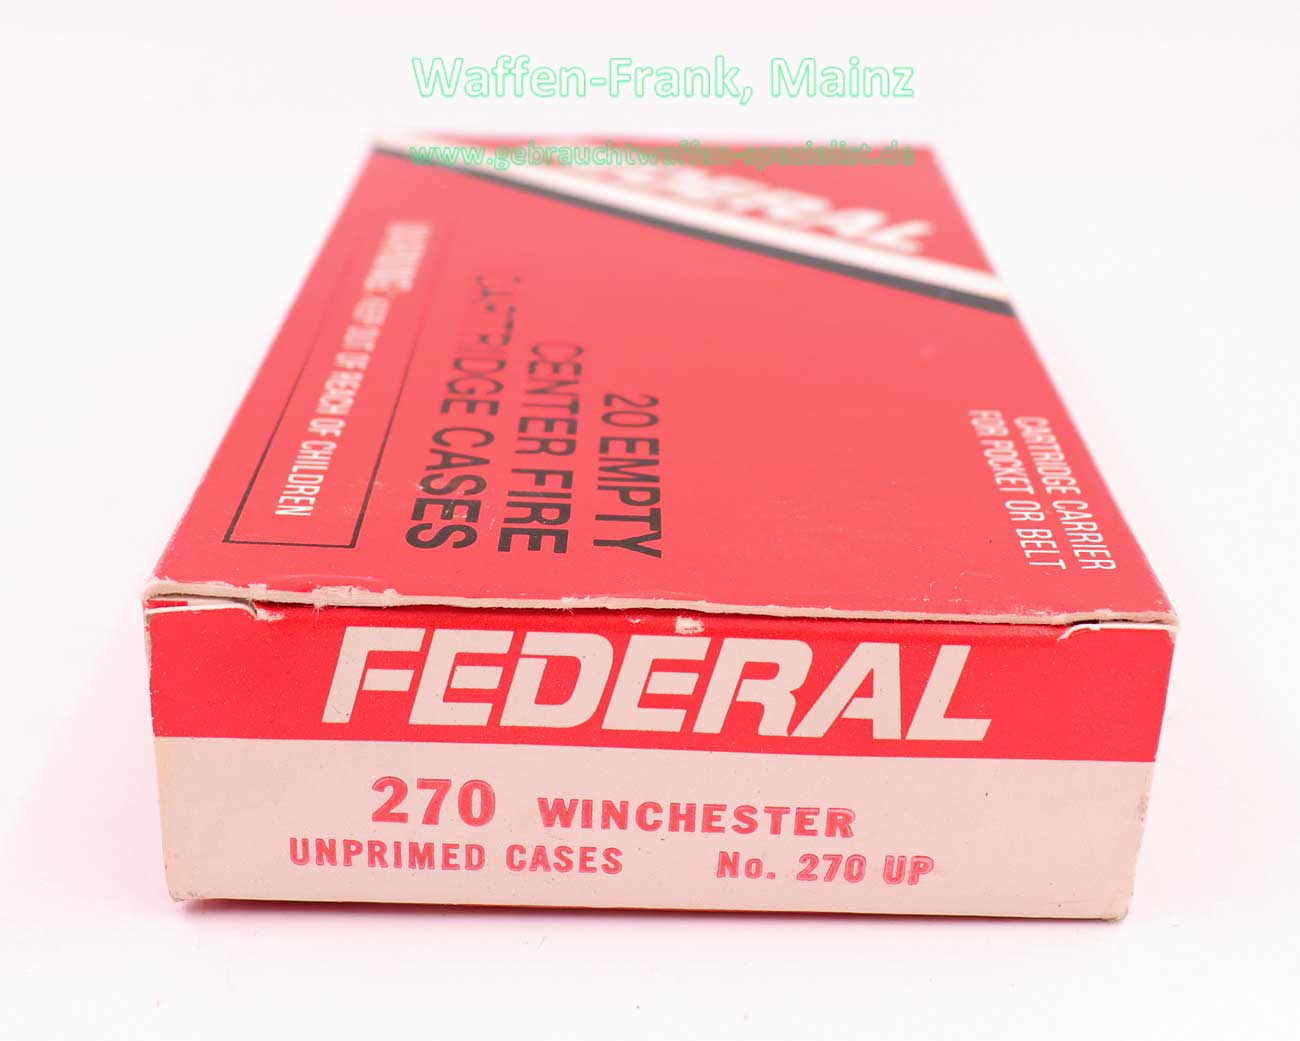 Waffen-Frank, Mainz
www.gebrauchtwaffen-spezialist.de
FEDERAL
WARNING: KEEP OUT OF REACH OF CHILDREN
20 EMPTY
CENTER FIRE
CARTRIDGE CASES
CARTRIDGE CARRIER
FOR POCKET OR BELT
FEDERAL
270 WINCHESTER
UNPRIMED CASES No. 270 UP